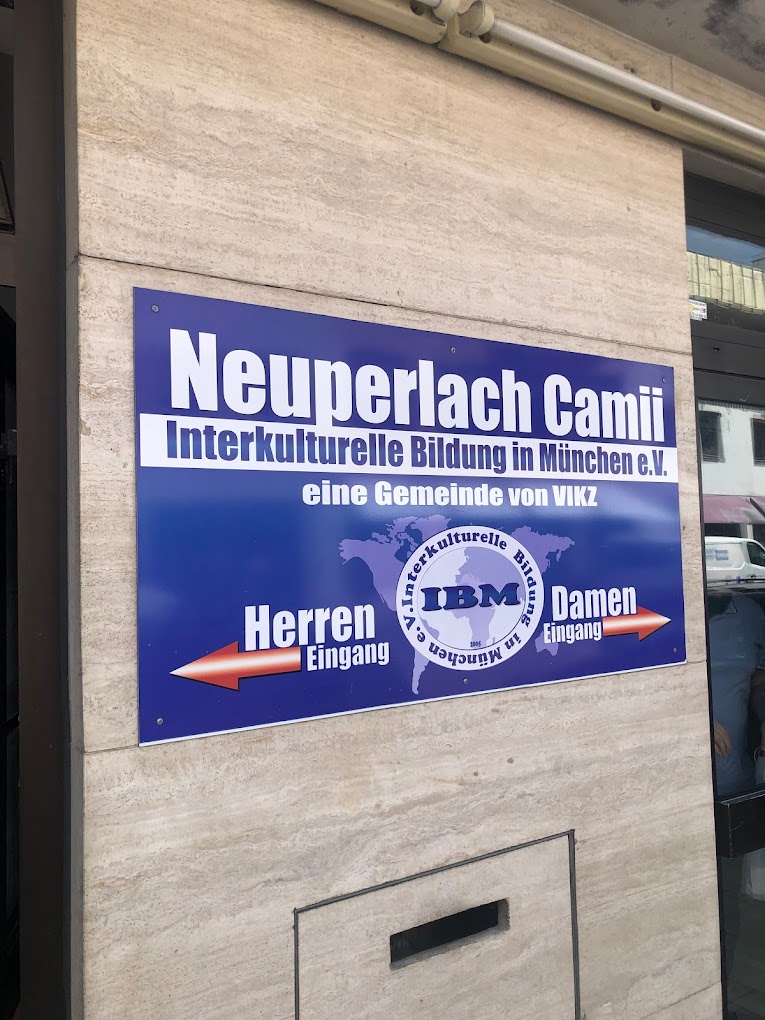 Neuperlach Camii
Interkulturelle Bildung in München e.V.
eine Gemeinde von VIKZ
Interkulturelle Bildung in München e.V.
IBM
2005
Herren
Eingang
Damen
Eingang